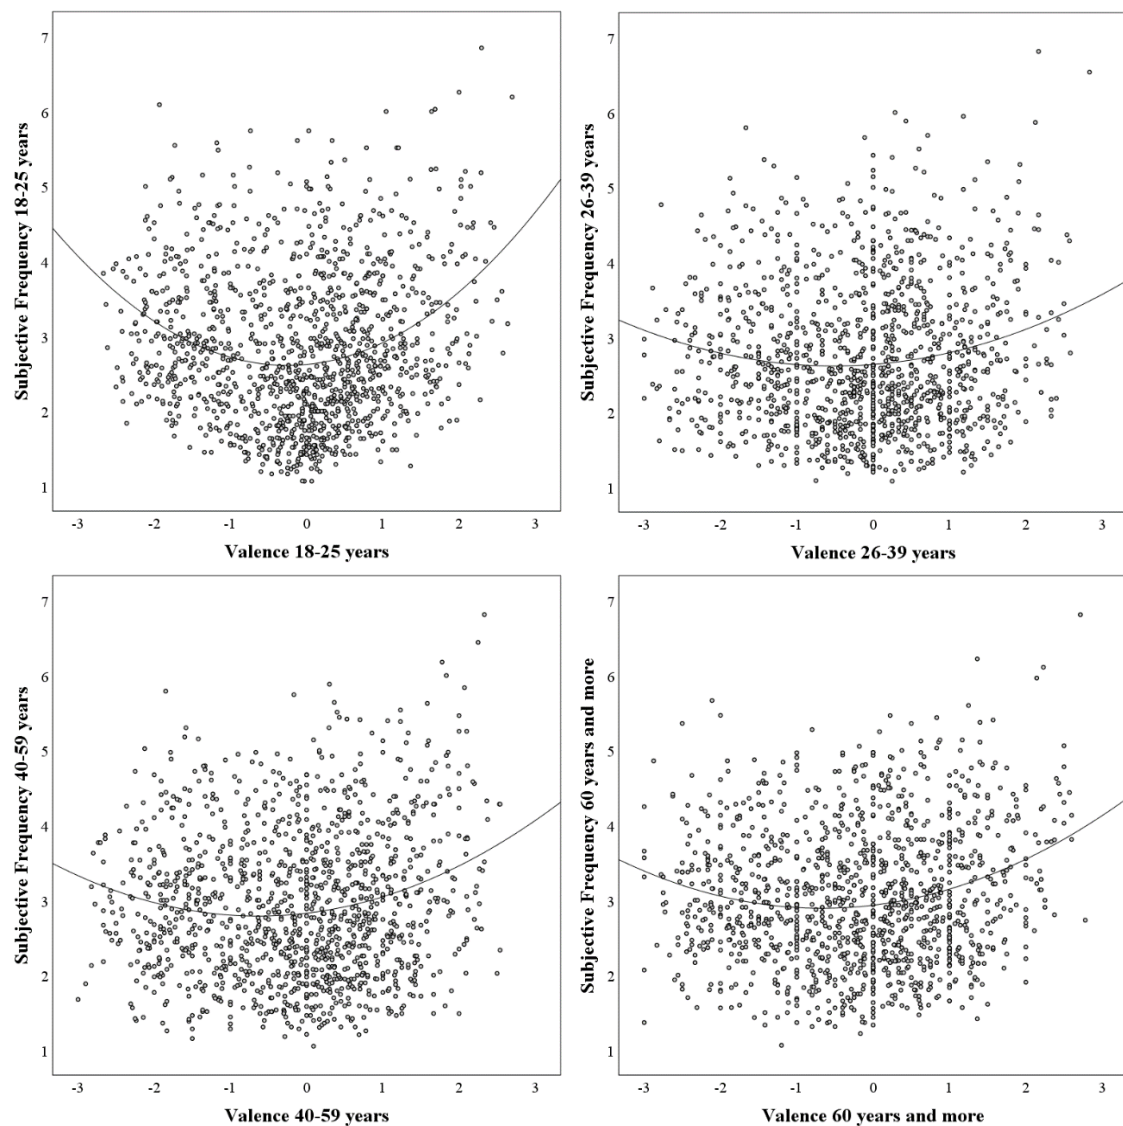 Subjective Frequency 18-25 years
7
6
5
4
3
2
1
-3 -2 -1 0 1 2 3
Valence 18-25 years
Subjective Frequency 26-39 years
7
6
5
4
3
2
1
-3 -2 -1 0 1 2 3
Valence 26-39 years
Subjective Frequency 40-59 years
7
6
5
4
3
2
1
-3 -2 -1 0 1 2 3
Valence 40-59 years
Subjective Frequency 60 years and more
7
6
5
4
3
2
1
-3 -2 -1 0 1 2 3
Valence 60 years and more